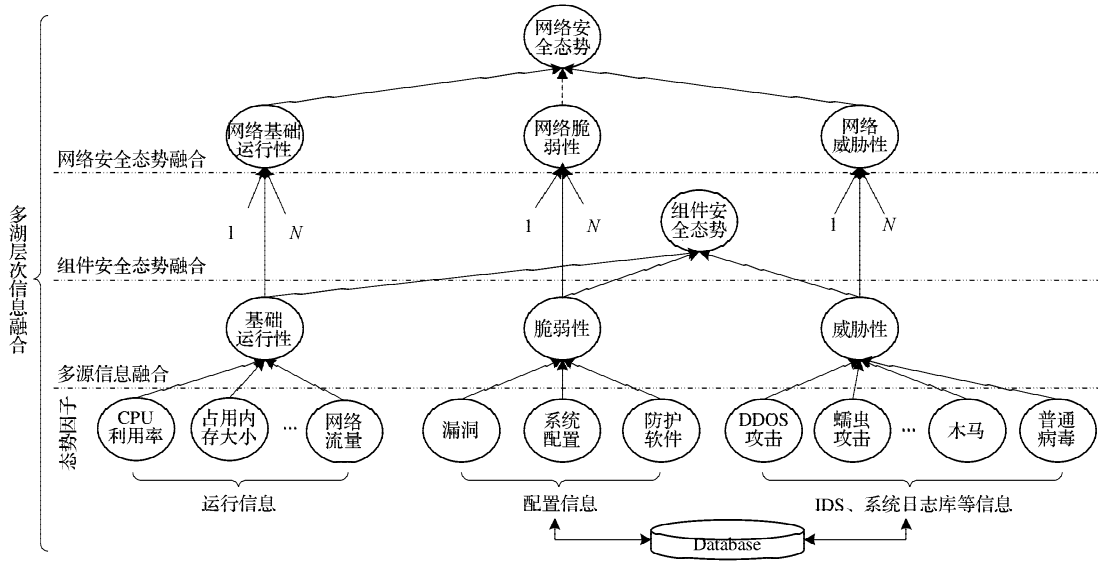 网络安
全态势
网络基础
运行性
网络脆
弱性
网络
威胁性
网络安全态势融合
1
N
1
N
1
N
组件安
全态势
组件安全态势融合
多湖层次信息融合
基础
运行性
脆弱性
威胁性
多源信息融合
态势因子
CPU
利用率
占用内
存大小
...
网络
流量
漏洞
系统
配置
防护
软件
DDOS
攻击
蠕虫
攻击
...
木马
普通
病毒
运行信息
配置信息
IDS、系统日志库等信息
Database